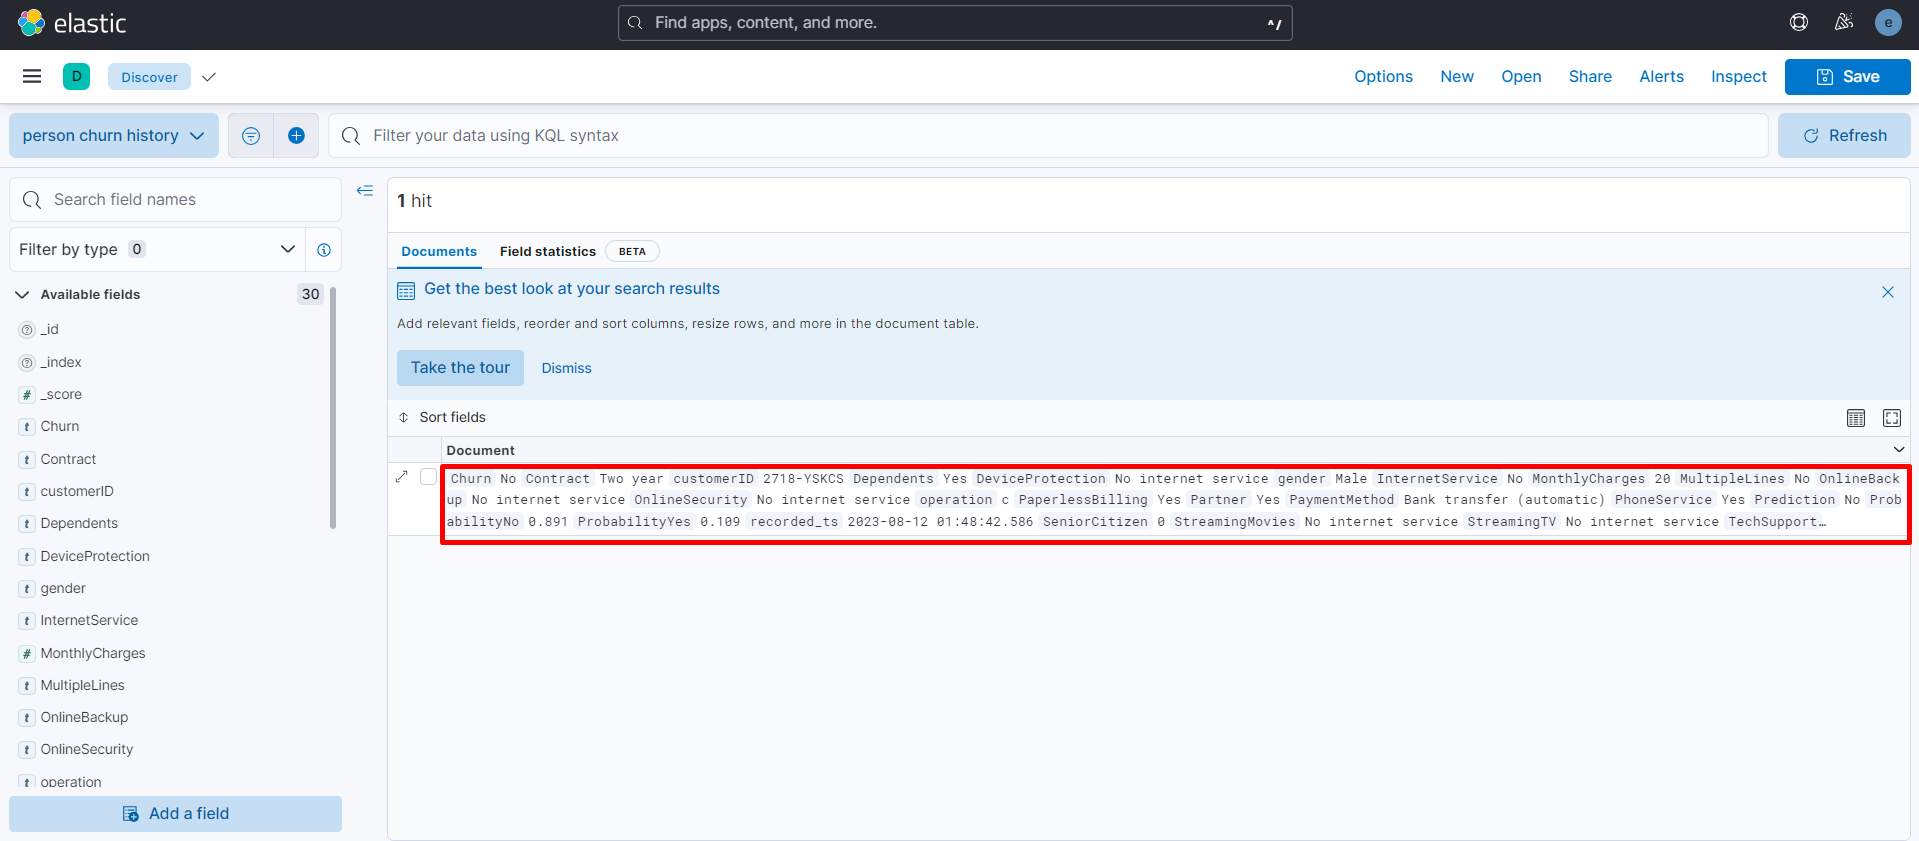 elastic
Find apps, content, and more.
^/
e
D
Discover
Options
New
Open
Share
Alerts
Inspect
Save
person churn history
Filter your data using KQL syntax
Refresh
Search field names
Filter by type 0
Available fields 30
_id
_index
# _score
t Churn
t Contract
t customerID
t Dependents
t DeviceProtection
t gender
t InternetService
# MonthlyCharges
t MultipleLines
t OnlineBackup
t OnlineSecurity
t operation
Add a field
1 hit
Documents
Field statistics
BETA
Get the best look at your search results
Add relevant fields, reorder and sort columns, resize rows, and more in the document table.
Take the tour
Dismiss
Sort fields
Document
Churn No Contract Two year customerID 2718-YSKCS Dependents Yes DeviceProtection No internet service gender Male InternetService No MonthlyCharges 20 MultipleLines No OnlineBack
up No internet service OnlineSecurity No internet service operation c PaperlessBilling Yes Partner Yes PaymentMethod Bank transfer (automatic) PhoneService Yes Prediction No Prob
abilityNo 0.891 ProbabilityYes 0.109 recorded_ts 2023-08-12 01:48:42.586 SeniorCitizen 0 StreamingMovies No internet service StreamingTV No internet service TechSupport…